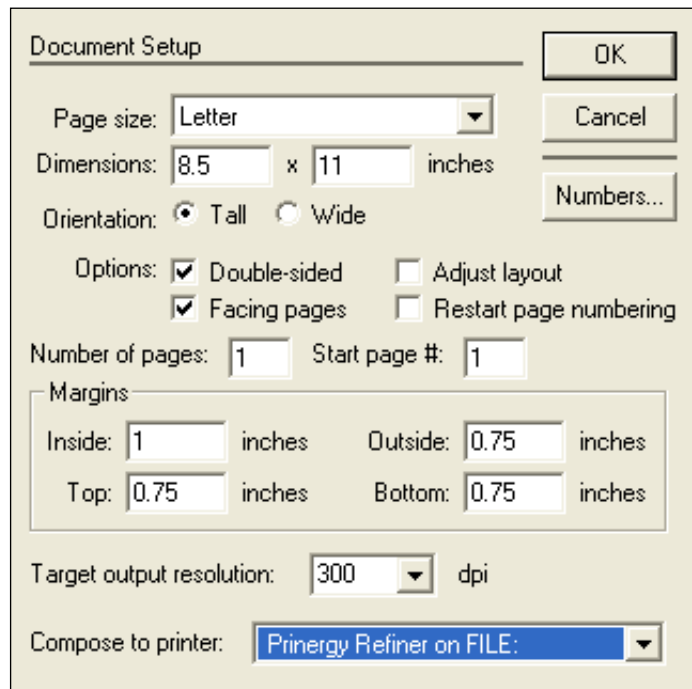 Document Setup
OK
Page size: Letter
Cancel
Dimensions: 8.5 x 11 inches
Numbers...
Orientation: Tall Wide
Options: Double-sided Adjust layout
Facing pages Restart page numbering
Number of pages: 1 Start page #: 1
Margins
Inside: 1 inches Outside: 0.75 inches
Top: 0.75 inches Bottom: 0.75 inches
Target output resolution: 300 dpi
Compose to printer: Prinergy Refiner on FILE: